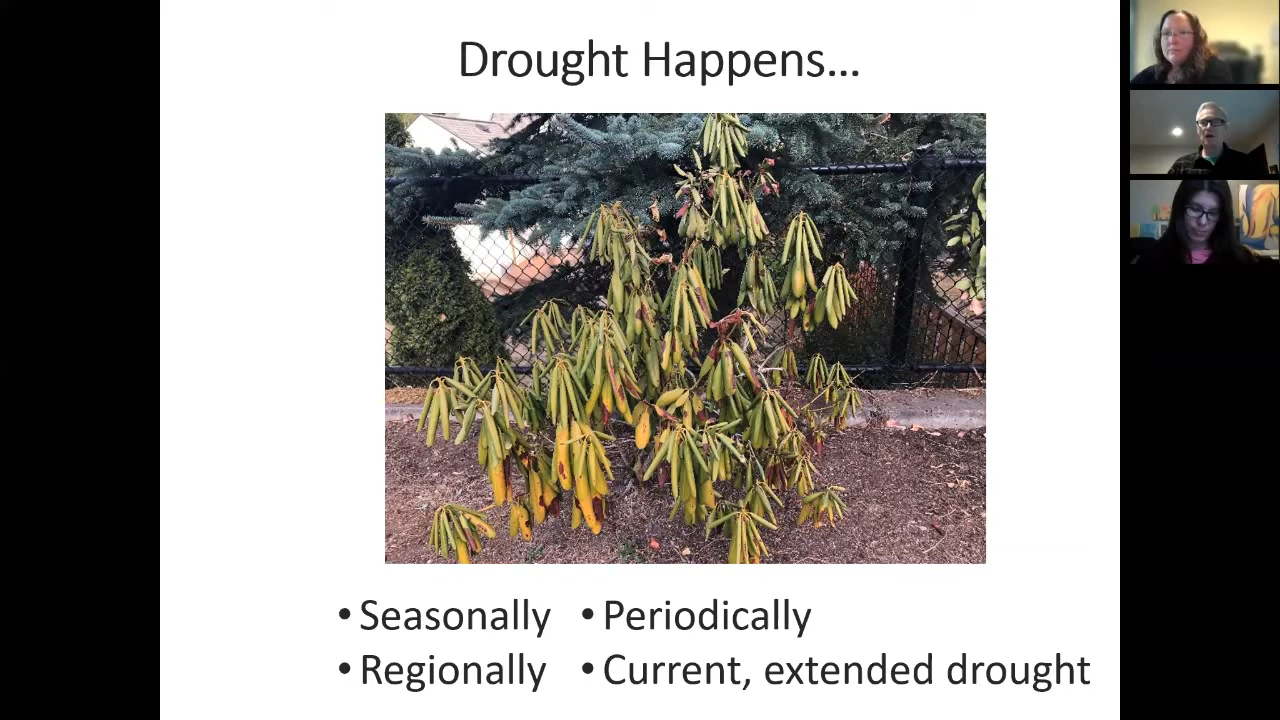 Drought Happens...
• Seasonally • Periodically
• Regionally • Current, extended drought